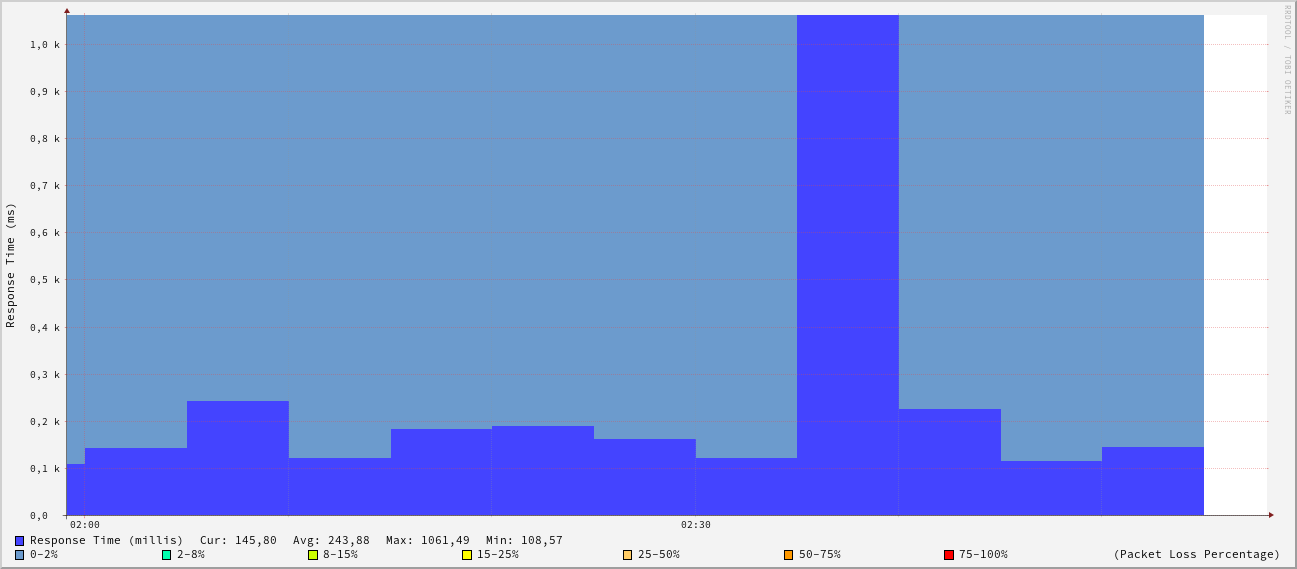 RRDTOOL / TOBI OETIKER
Response Time (ms)
1,0 k
0,9 k
0,8 k
0,7 k
0,6 k
0,5 k
0,4 k
0,3 k
0,2 k
0,1 k
0,0
02:00 02:30
Response Time (millis) Cur: 145,80 Avg: 243,88 Max: 1061,49 Min: 108,57
0-2% 2-8% 8-15% 15-25% 25-50% 50-75% 75-100% (Packet Loss Percentage)